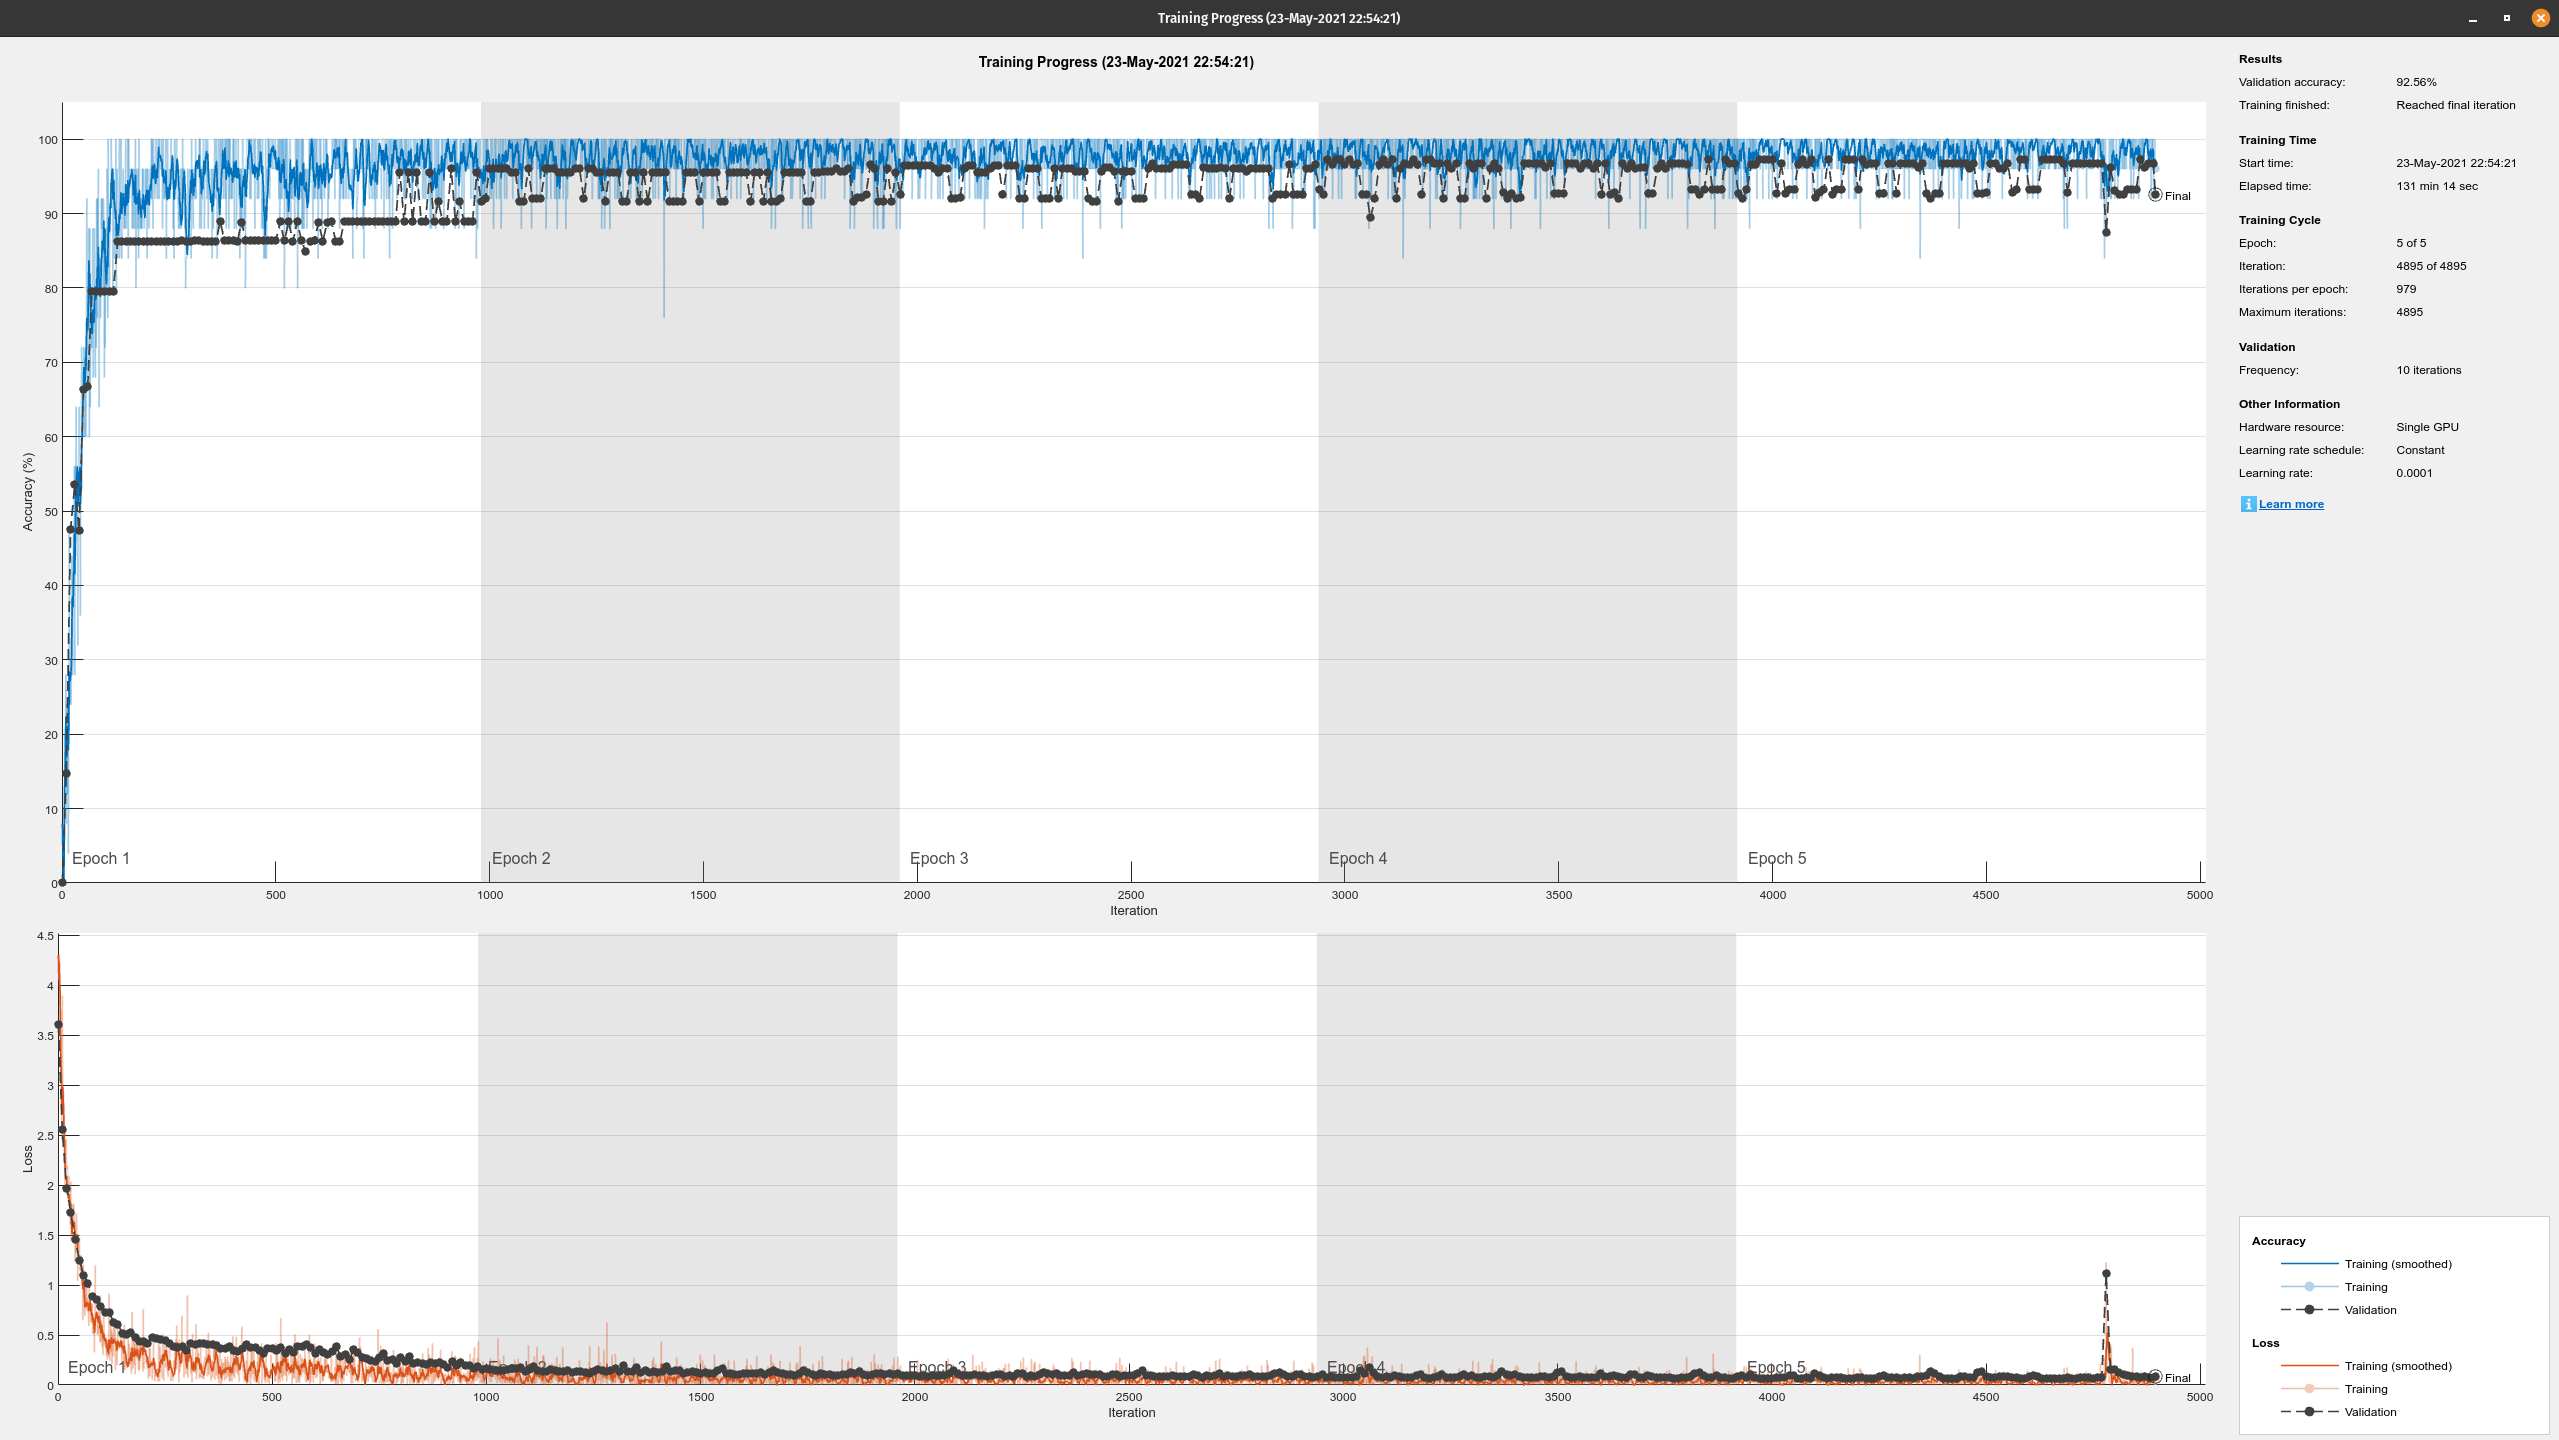 Training Progress (23-May-2021 22:54:21)
Training Progress (23-May-2021 22:54:21)
100
90
80
70
60
50
40
30
20
10
0
Accuracy (%)
Epoch 1
Epoch 2
Epoch 3
Epoch 4
Epoch 5
Final
0 500 1000 1500 2000 2500 3000 3500 4000 4500 5000
Iteration
4.5
4
3.5
3
2.5
2
1.5
1
0.5
0
Loss
Epoch 1
Epoch 2
Epoch 3
Epoch 4
Epoch 5
Final
0 500 1000 1500 2000 2500 3000 3500 4000 4500 5000
Iteration
Results
Validation accuracy: 92.56%
Training finished: Reached final iteration
Training Time
Start time: 23-May-2021 22:54:21
Elapsed time: 131 min 14 sec
Training Cycle
Epoch: 5 of 5
Iteration: 4895 of 4895
Iterations per epoch: 979
Maximum iterations: 4895
Validation
Frequency: 10 iterations
Other Information
Hardware resource: Single GPU
Learning rate schedule: Constant
Learning rate: 0.0001
Learn more
Accuracy
Training (smoothed)
Training
Validation
Loss
Training (smoothed)
Training
Validation